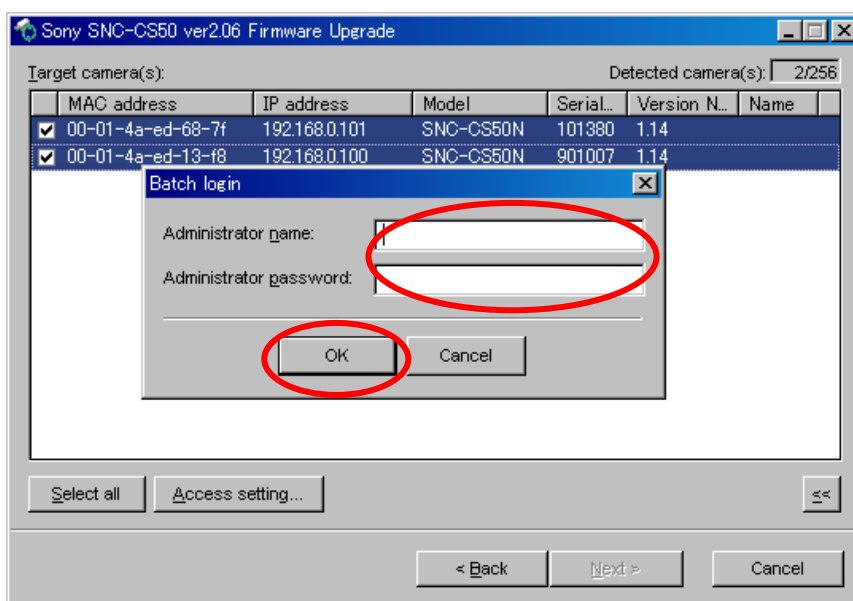 Sony SNC-CS50 ver2.06 Firmware Upgrade
Target camera(s):
Detected camera(s): 2/256
MAC address IP address Model Serial... Version N... Name
00-01-4a-ed-68-7f 192.168.0.101 SNC-CS50N 101380 1.14
00-01-4a-ed-13-f8 192.168.0.100 SNC-CS50N 901007 1.14
Batch login
Administrator name:
Administrator password:
OK Cancel
Select all Access setting... <<
< Back Next > Cancel